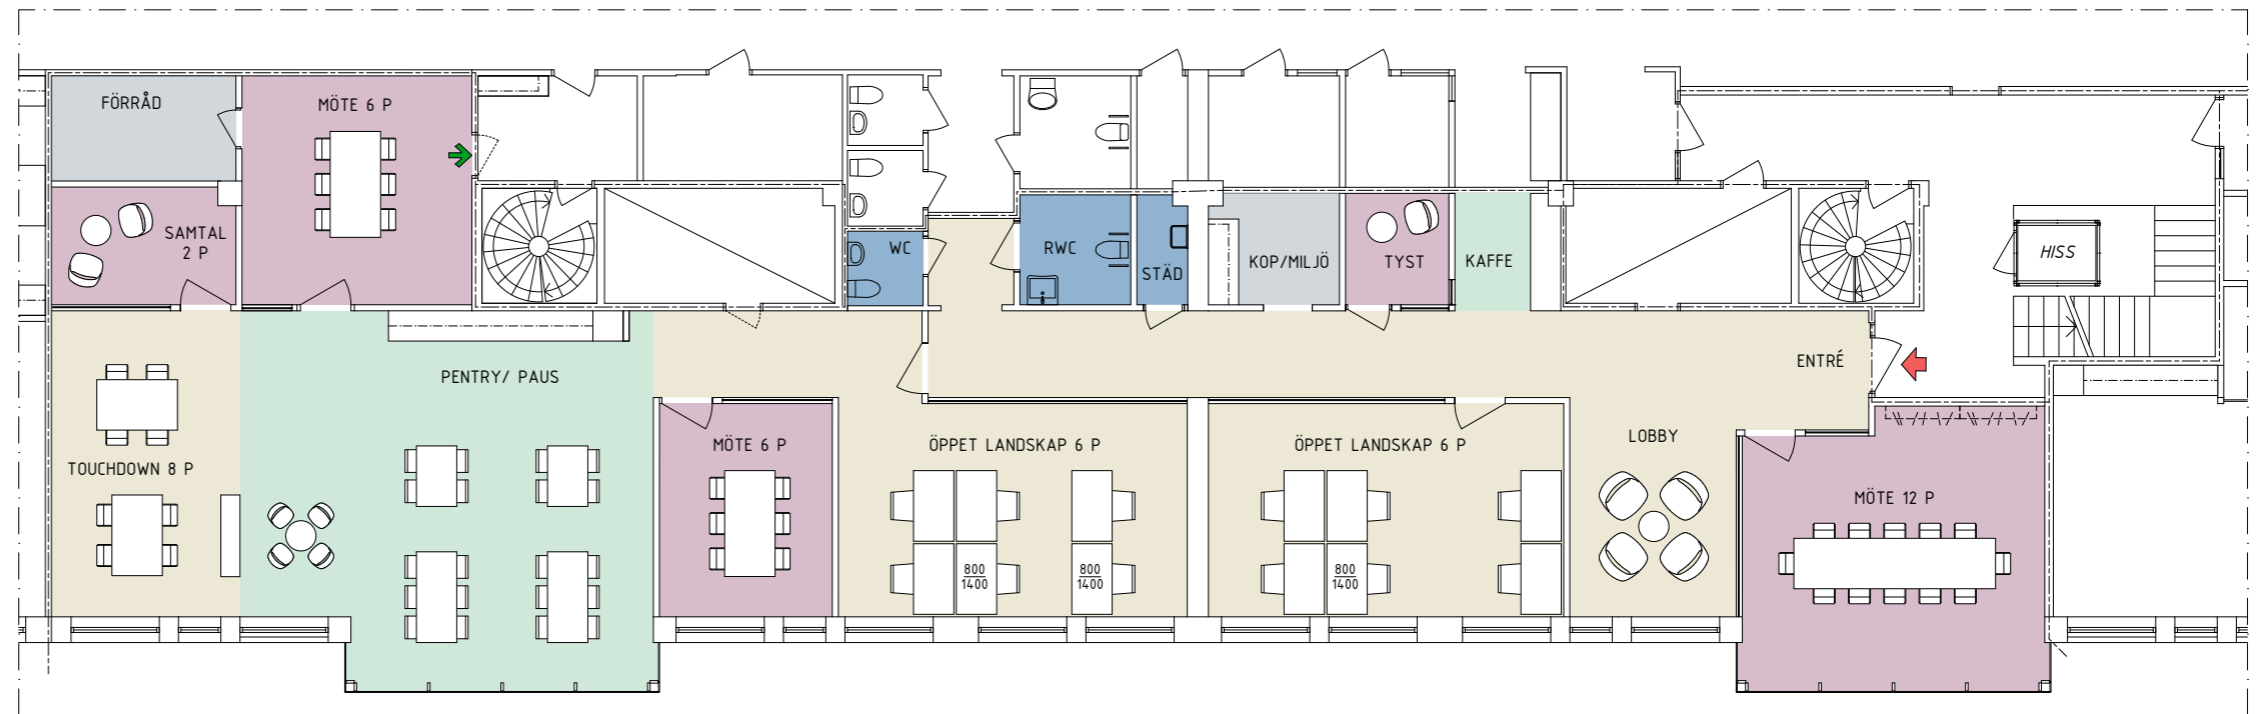 FÖRRÅD
MÖTE 6 P
SAMTAL
2 P
WC
RWC
STÄD
KOP/MILJÖ
TYST
KAFFE
HISS
PENTRY/ PAUS
ENTRÉ
TOUCHDOWN 8 P
MÖTE 6 P
ÖPPET LANDSKAP 6 P
ÖPPET LANDSKAP 6 P
LOBBY
MÖTE 12 P
800
1400
800
1400
800
1400